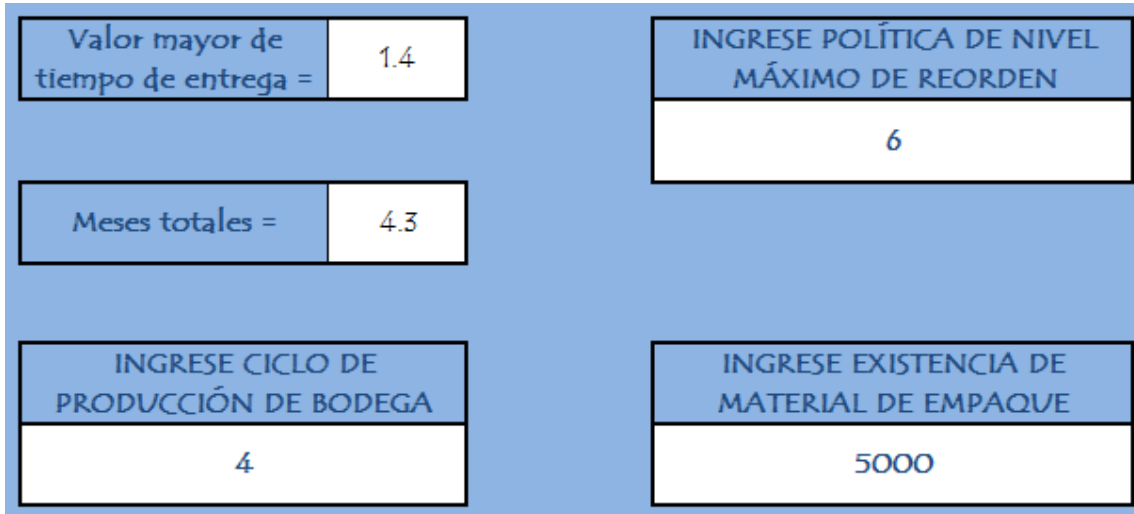 Valor mayor de
tiempo de entrega =
1.4
INGRESE POLÍTICA DE NIVEL
MÁXIMO DE REORDEN
6
Meses totales =
4.3
INGRESE CICLO DE
PRODUCCIÓN DE BODEGA
4
INGRESE EXISTENCIA DE
MATERIAL DE EMPAQUE
5000